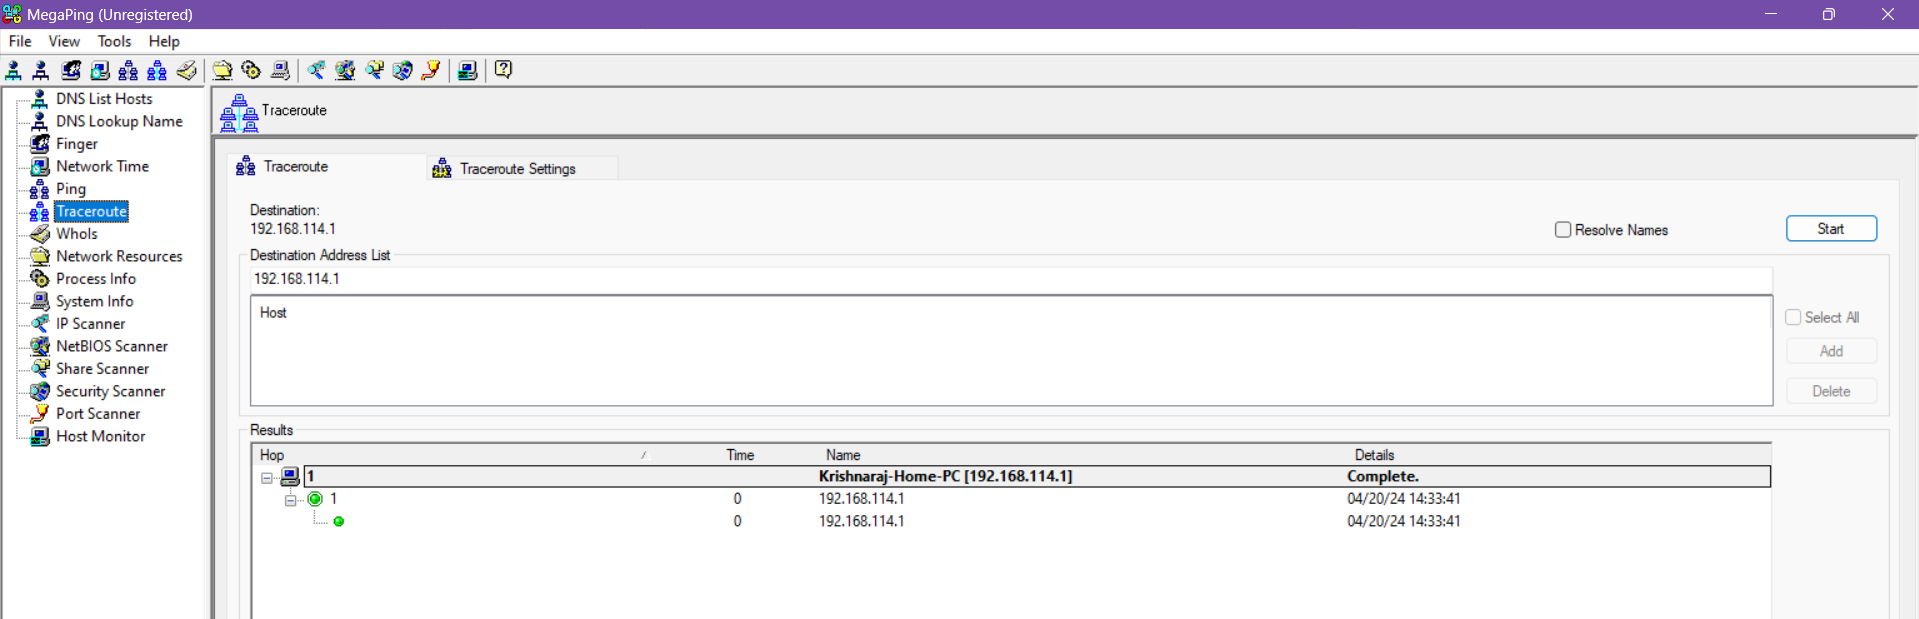 MegaPing (Unregistered)
File View Tools Help
DNS List Hosts
DNS Lookup Name
Finger
Network Time
Ping
Traceroute
WhoIs
Network Resources
Process Info
System Info
IP Scanner
NetBIOS Scanner
Share Scanner
Security Scanner
Port Scanner
Host Monitor
Traceroute
Traceroute Traceroute Settings
Destination:
192.168.114.1
Resolve Names Start
Destination Address List
192.168.114.1
Host
Select All
Add
Delete
Results
Hop Time Name Details
1 Krishnaraj-Home-PC [192.168.114.1] Complete.
1 0 192.168.114.1 04/20/24 14:33:41
0 192.168.114.1 04/20/24 14:33:41